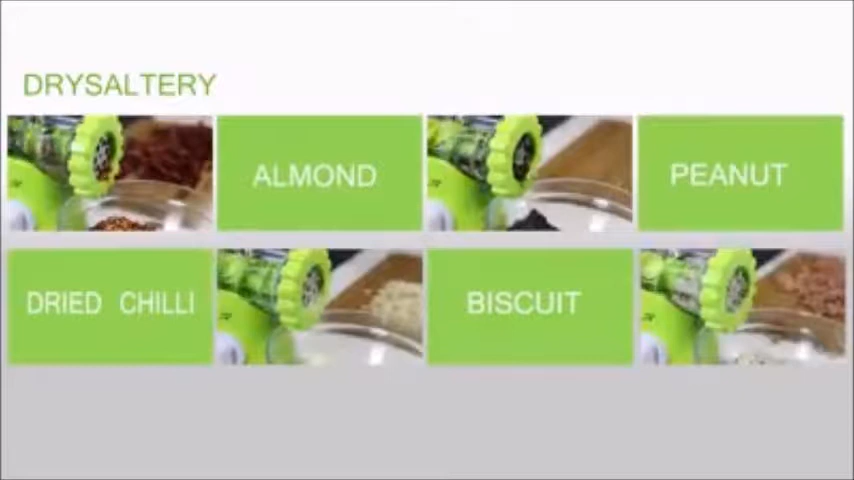 DRYSALTERY
ALMOND
PEANUT
DRIED CHILLI
BISCUIT